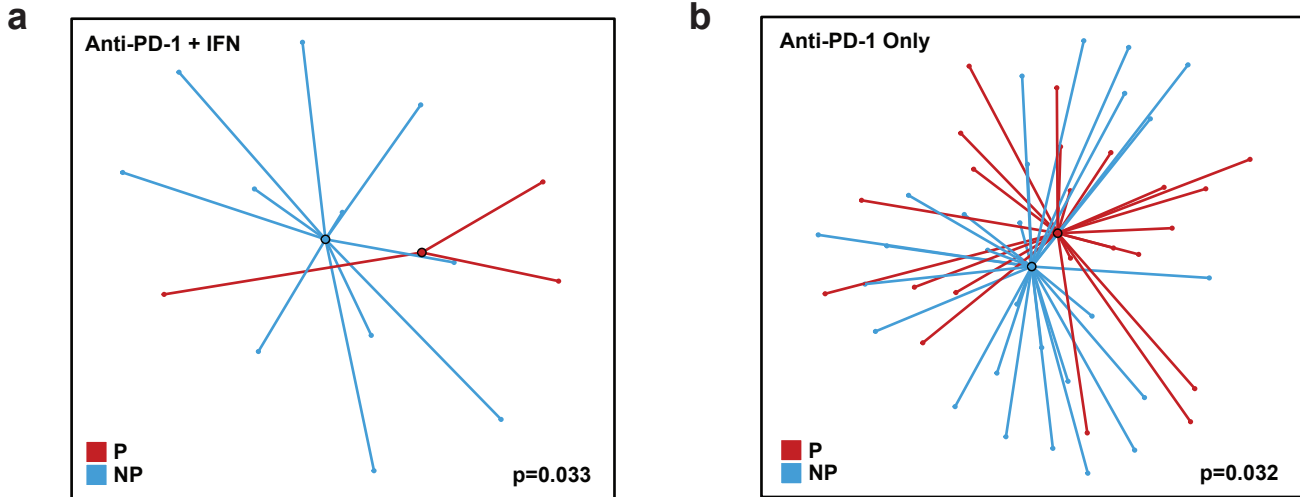 a
Anti-PD-1 + IFN
P
NP
p=0.033
b
Anti-PD-1 Only
P
NP
p=0.032